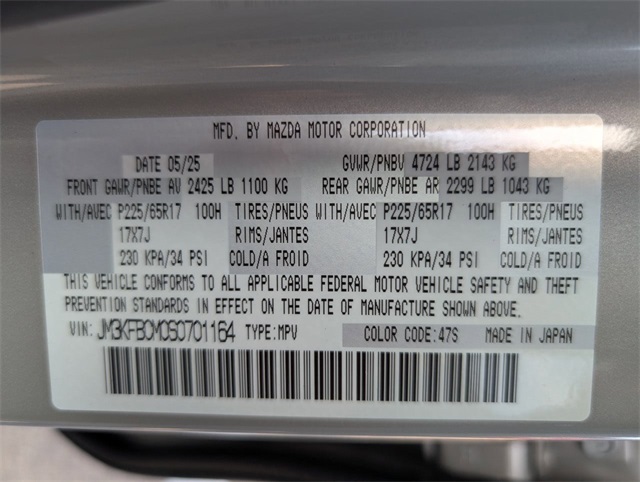 MFD. BY MAZDA MOTOR CORPORATION
DATE 05/25 GVWR/PNBV 4724 LB 2143 KG
FRONT GAWR/PNBE AV 2425 LB 1100 KG REAR GAWR/PNBE AR 2299 LB 1043 KG
WITH/AVEC P225/65R17 100H TIRES/PNEUS WITH/AVEC P225/65R17 100H TIRES/PNEUS
17X7J RIMS/JANTES 17X7J RIMS/JANTES
230 KPA/34 PSI COLD/A FROID 230 KPA/34 PSI COLD/A FROID
THIS VEHICLE CONFORMS TO ALL APPLICABLE FEDERAL MOTOR VEHICLE SAFETY AND THEFT
PREVENTION STANDARDS IN EFFECT ON THE DATE OF MANUFACTURE SHOWN ABOVE.
VIN: JM3KFBCM0S0701164 TYPE:MPV COLOR CODE:47S MADE IN JAPAN